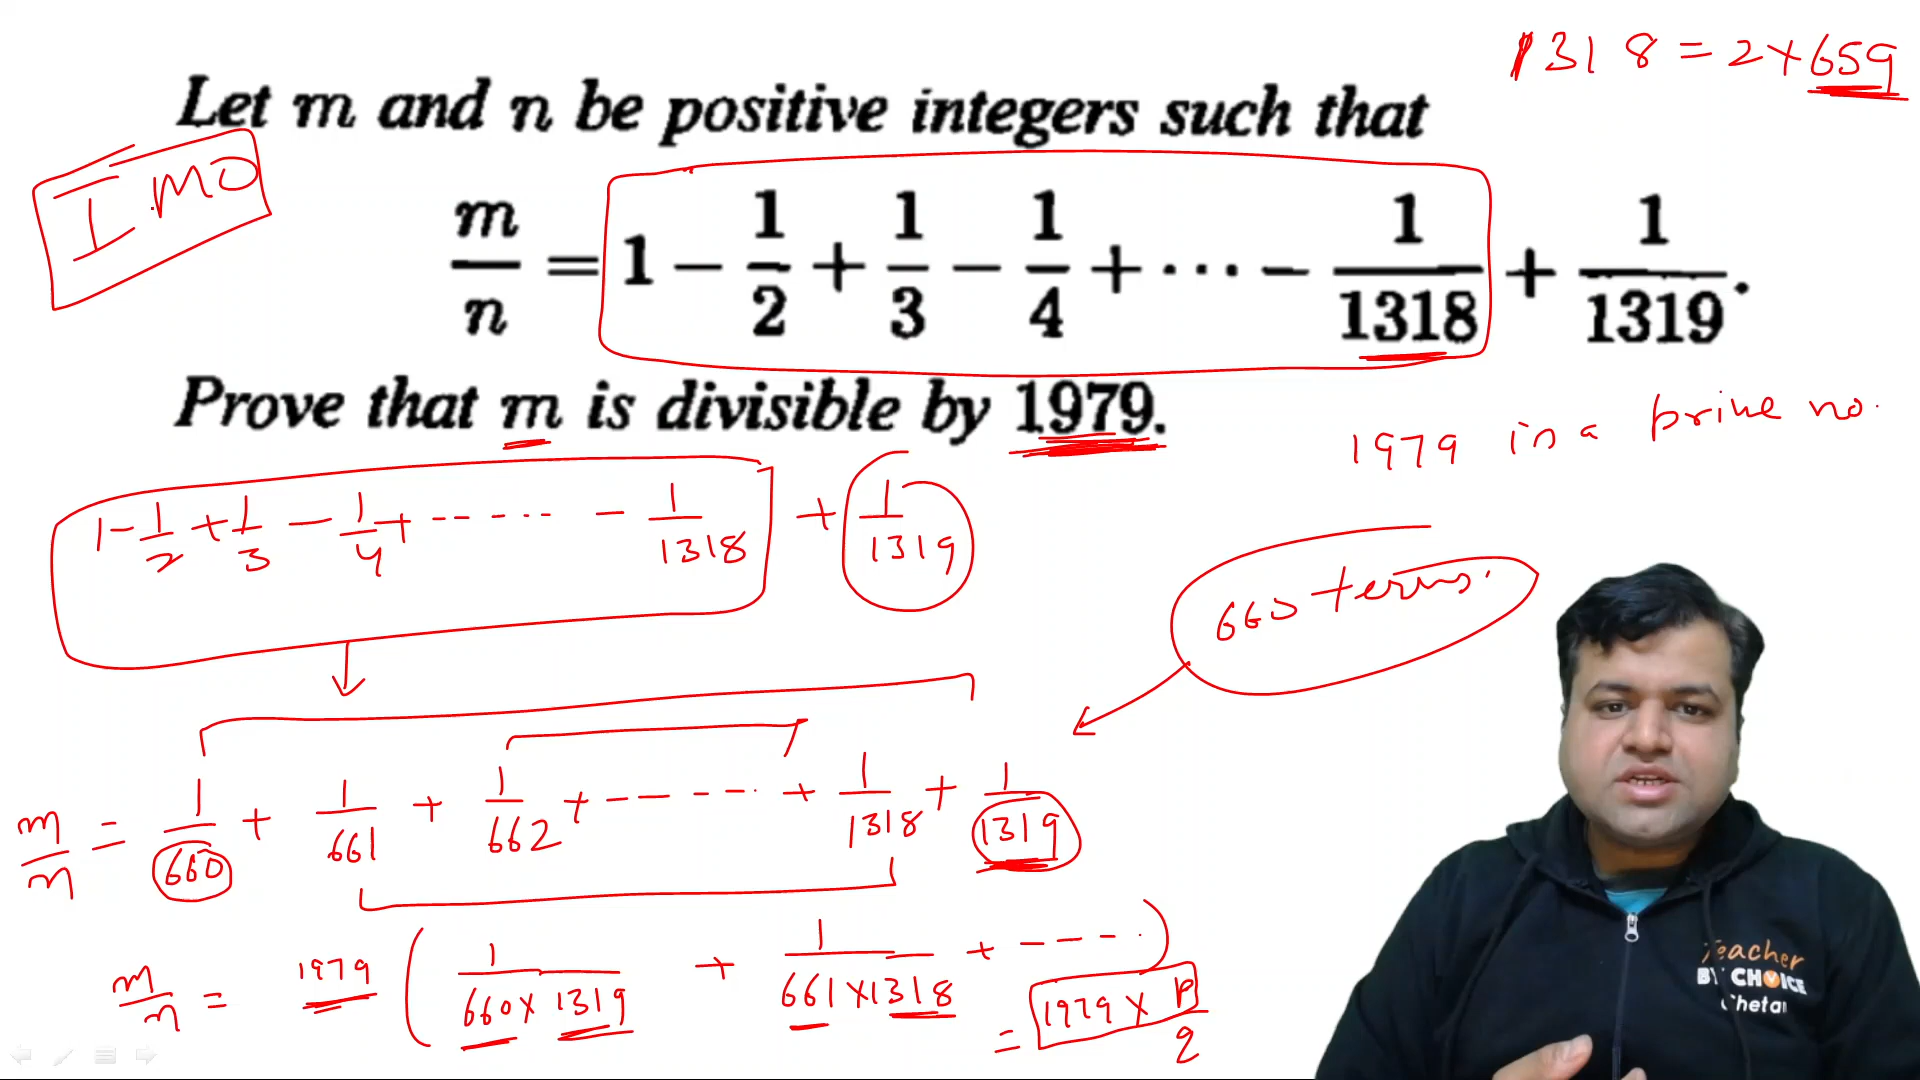 1318 = 2×659
Let m and n be positive integers such that
I.MO
m/n = 1 − 1/2 + 1/3 − 1/4 + ··· − 1/1318 + 1/1319.
Prove that m is divisible by 1979.
1979 is a prime no.
1 − 1/2 + 1/3 − 1/4 + ------ − 1/1318 + 1/1319
660 terms.
m/n = 1/660 + 1/661 + 1/662 + ------ + 1/1318 + 1/1319
m/n = 1979 ( 1/660×1319 + 1/661×1318 + ---- )
= 1979 × p/q
Teacher
BY CHOICE
Chetan